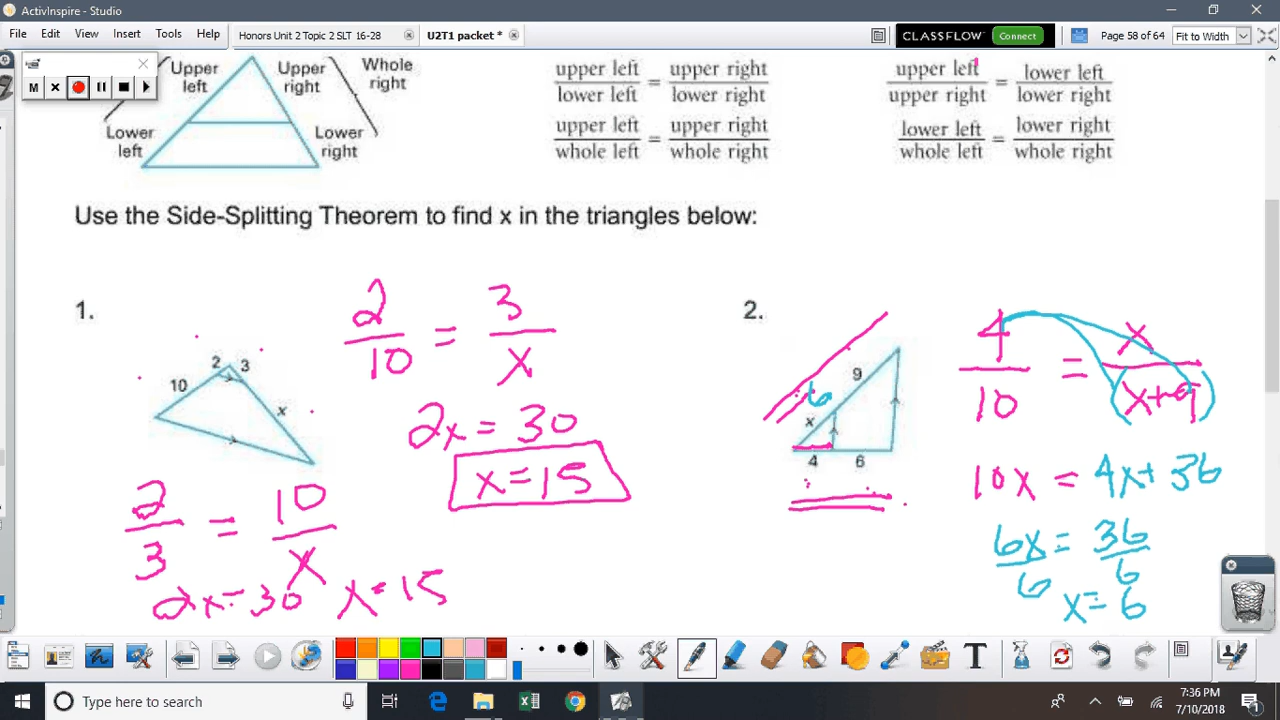 ActivInspire - Studio
File Edit View Insert Tools Help
Honors Unit 2 Topic 2 SLT 16-28
U2T1 packet *
CLASSFLOW Connect
Page 58 of 64
Fit to Width
M
Upper left
Upper right
Whole right
Lower left
Lower right
upper left / lower left = upper right / lower right
upper left / whole left = upper right / whole right
upper left / upper right = lower left / lower right
lower left / whole left = lower right / whole right
Use the Side-Splitting Theorem to find x in the triangles below:
1.
2 3
10
x
2/10 = 3/x
2x = 30
x = 15
2/3 = 10/x
2x = 30 x = 15
2.
9
6
x
4 6
4/10 = x/(x+9)
10x = 4x + 36
6x/6 = 36/6
x = 6
T
Type here to search
7:36 PM
7/10/2018
1